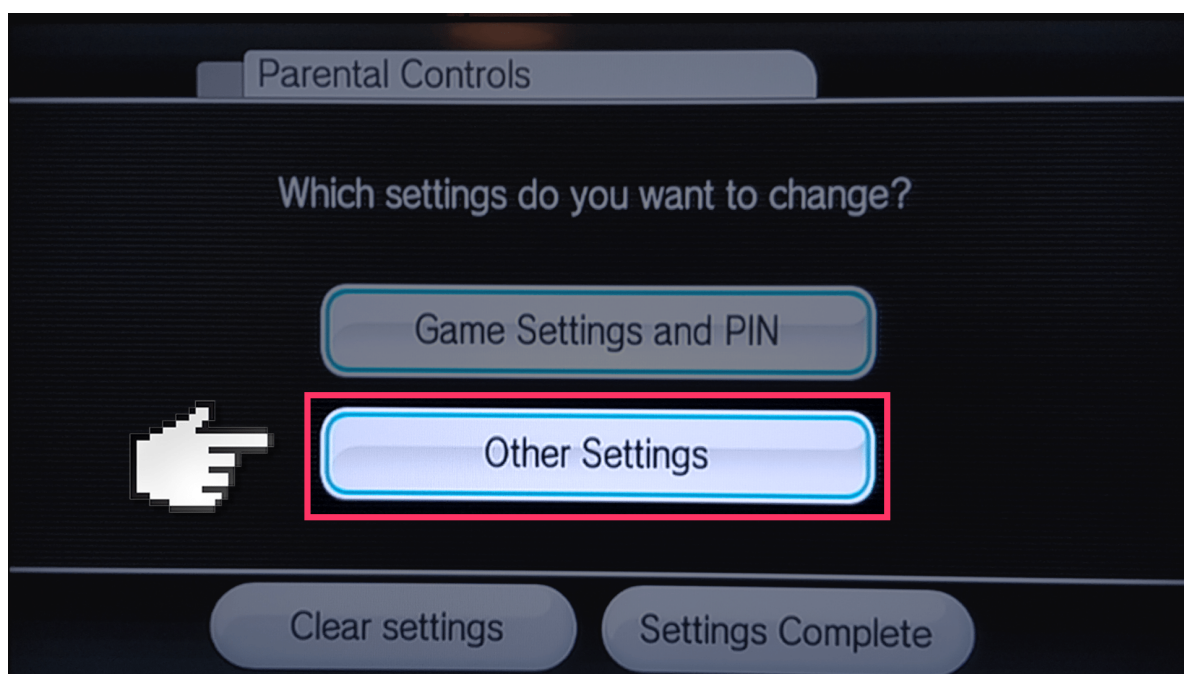 Parental Controls
Which settings do you want to change?
Game Settings and PIN
Other Settings
Clear settings
Settings Complete